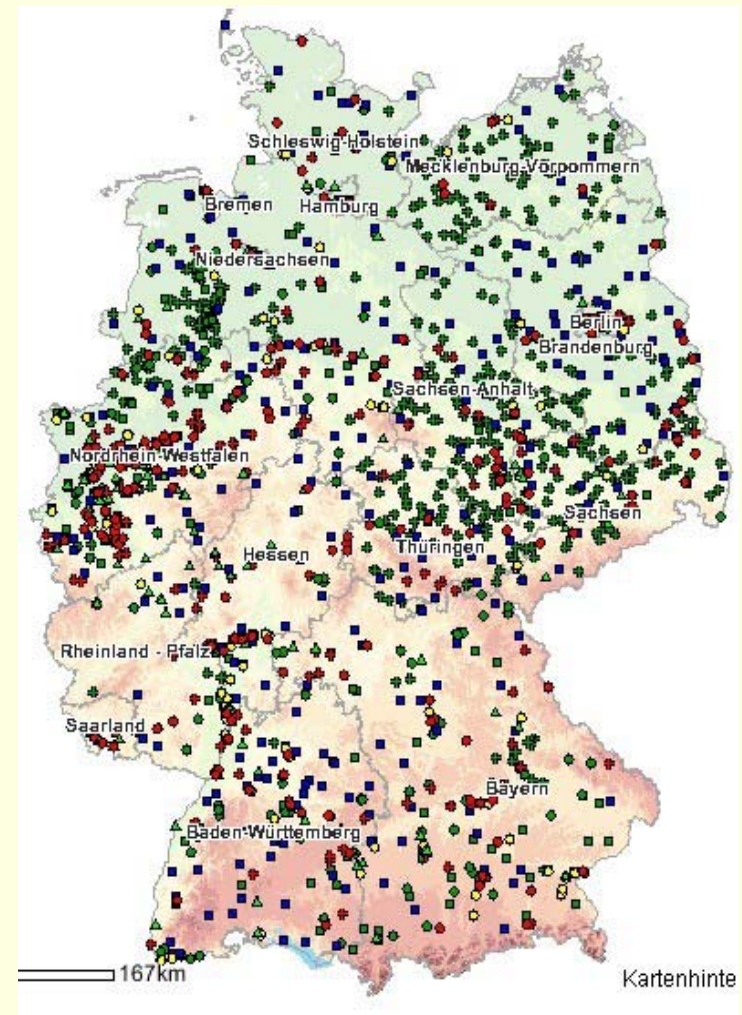 Schleswig-Holstein
Mecklenburg-Vorpommern
Bremen
Hamburg
Niedersachsen
Berlin
Brandenburg
Sachsen-Anhalt
Nordrhein-Westfalen
Sachsen
Thüringen
Hessen
Rheinland - Pfalz
Saarland
Bayern
Baden-Württemberg
167km
Kartenhinte